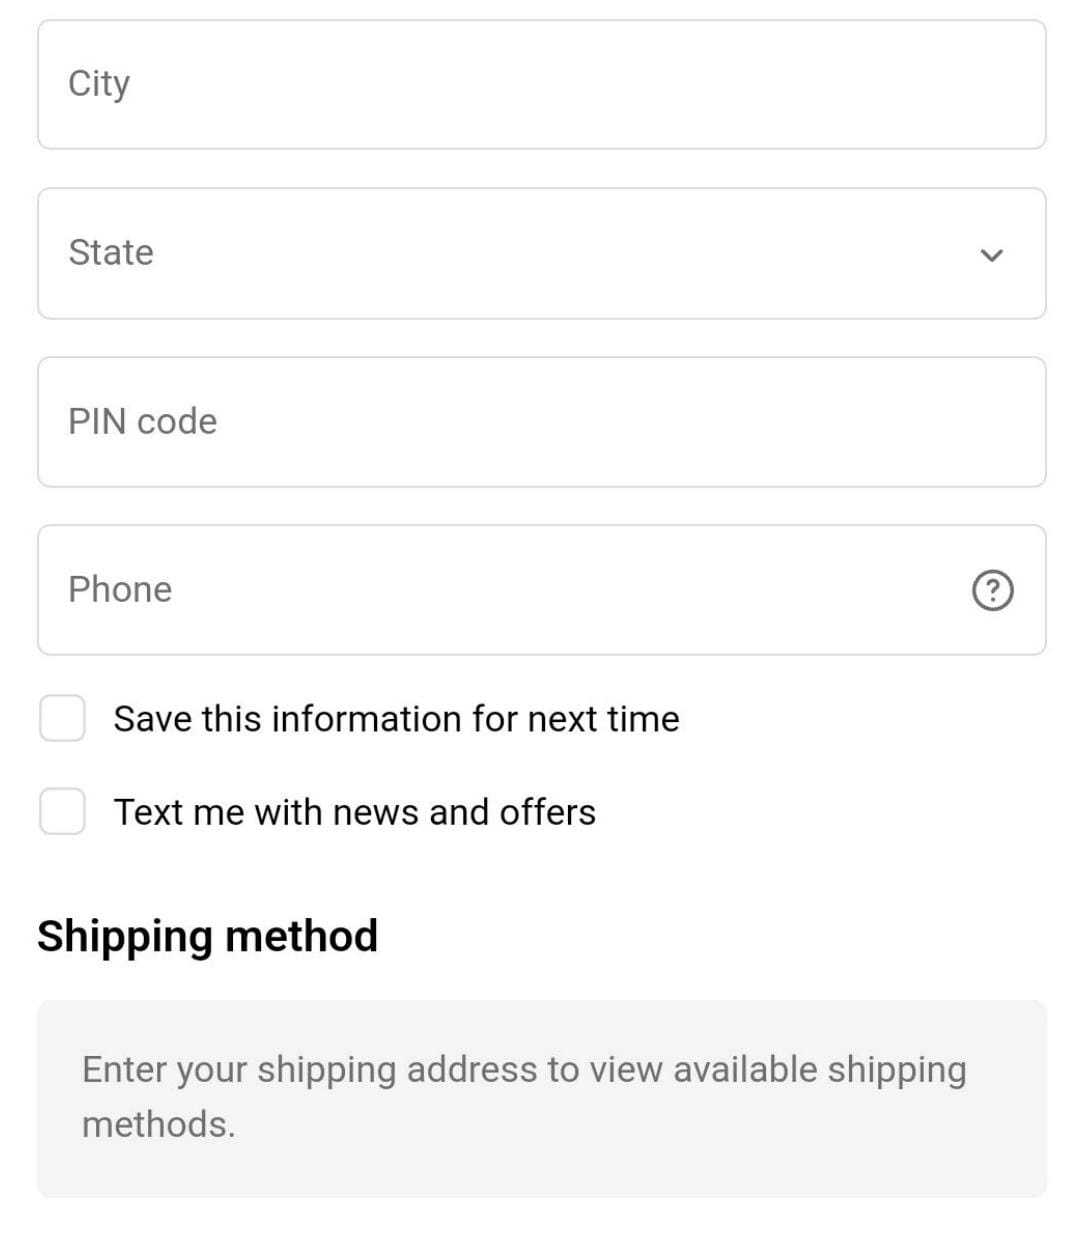 City
State
PIN code
Phone
Save this information for next time
Text me with news and offers
Shipping method
Enter your shipping address to view available shipping
methods.